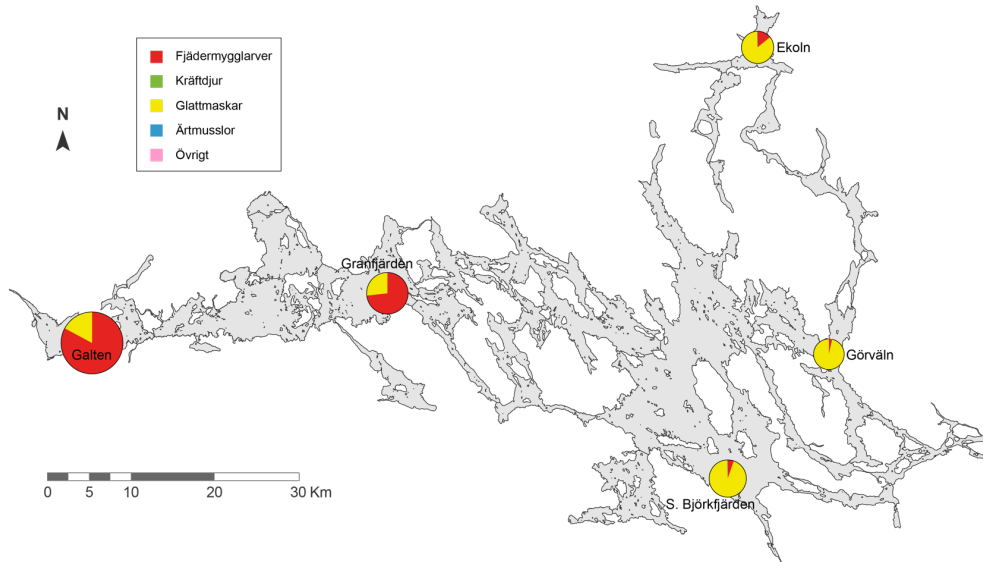 Ekoln
Fjädermygglarver
Kräftdjur
Glattmaskar
Ärtmusslor
Övrigt
N
Granfjärden
Galten
Görväln
S. Björkfjärden
0 5 10 20 30 Km